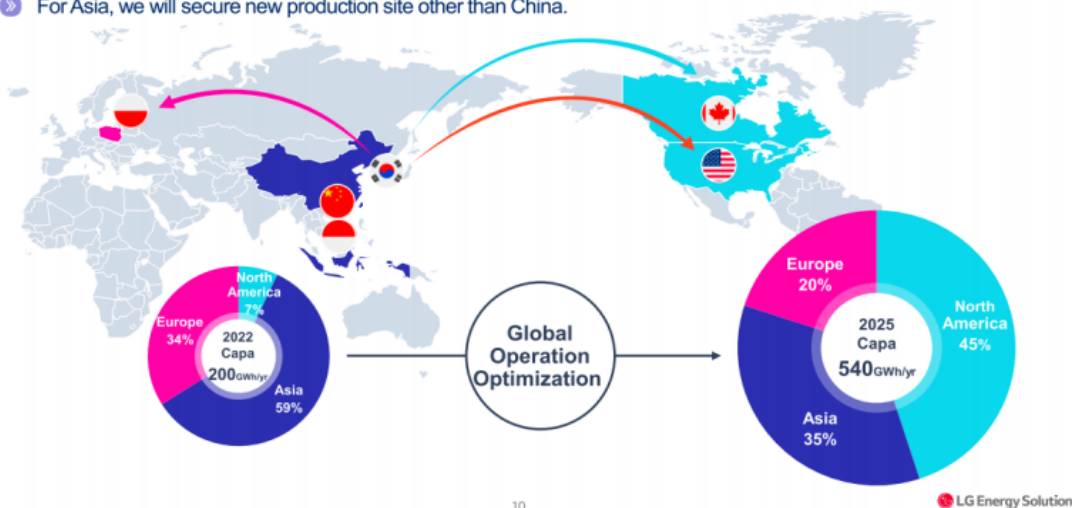 For Asia, we will secure new production site other than China.
North
America
7%
Europe
34%
2022
Capa
200GWh/yr
Asia
59%
Global
Operation
Optimization
Europe
20%
North
America
45%
2025
Capa
540GWh/yr
Asia
35%
10
LG Energy Solution